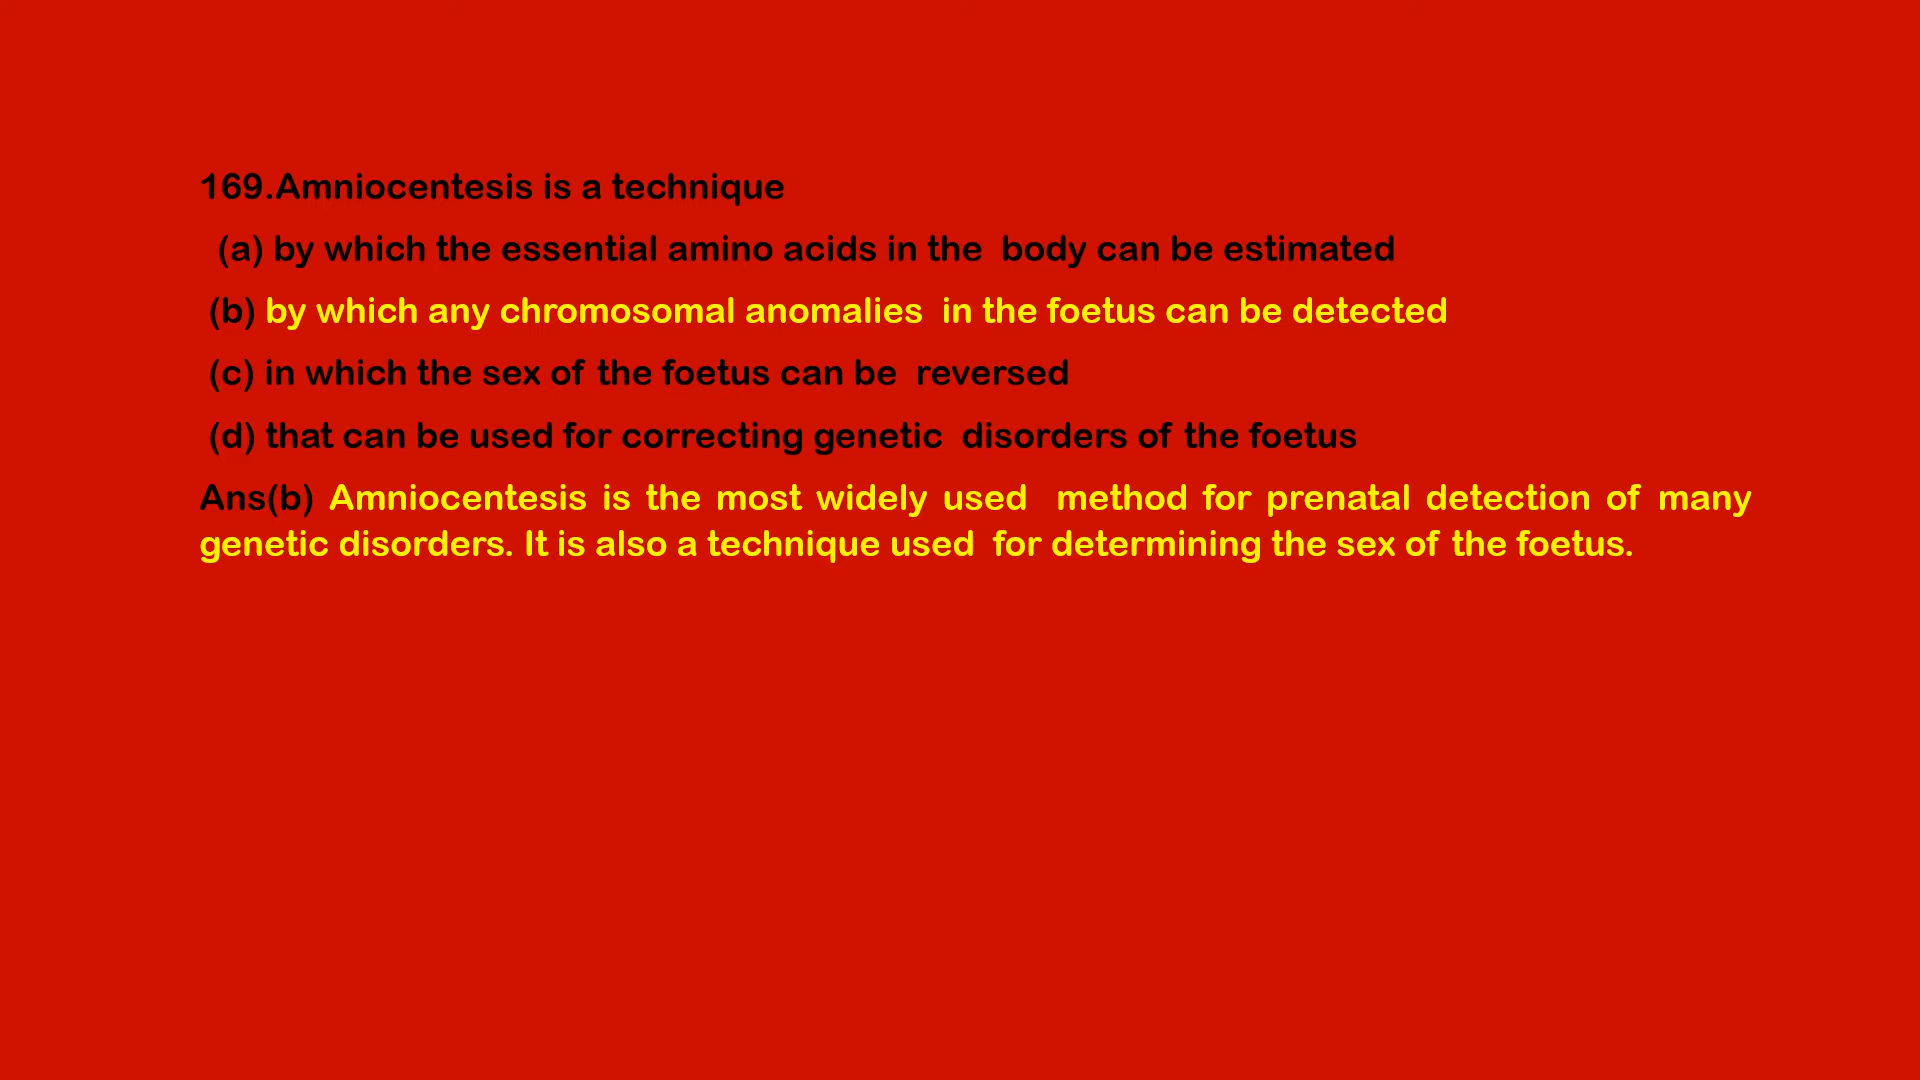 169.Amniocentesis is a technique
(a) by which the essential amino acids in the body can be estimated
(b) by which any chromosomal anomalies in the foetus can be detected
(c) in which the sex of the foetus can be reversed
(d) that can be used for correcting genetic disorders of the foetus
Ans(b) Amniocentesis is the most widely used method for prenatal detection of many
genetic disorders. It is also a technique used for determining the sex of the foetus.